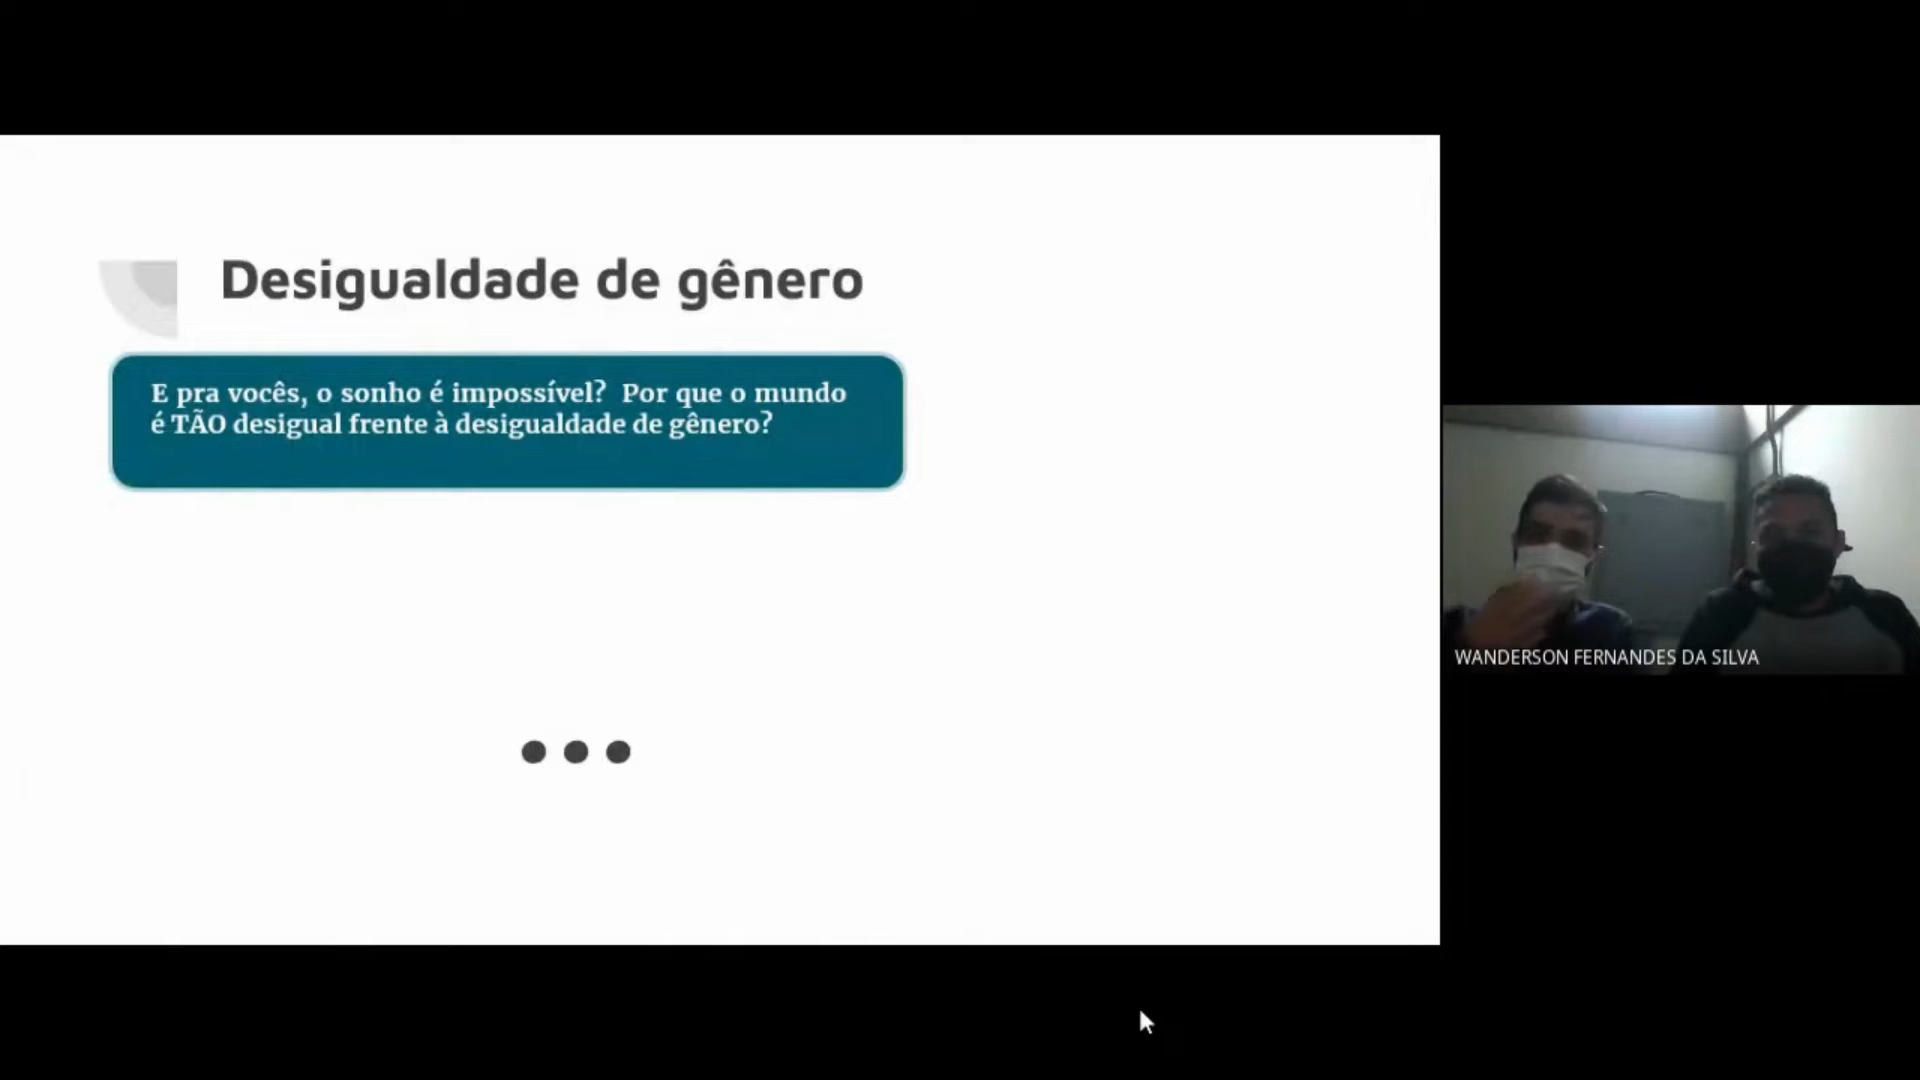 Desigualdade de gênero
E pra vocês, o sonho é impossível?  Por que o mundo
é TÃO desigual frente à desigualdade de gênero?
WANDERSON FERNANDES DA SILVA